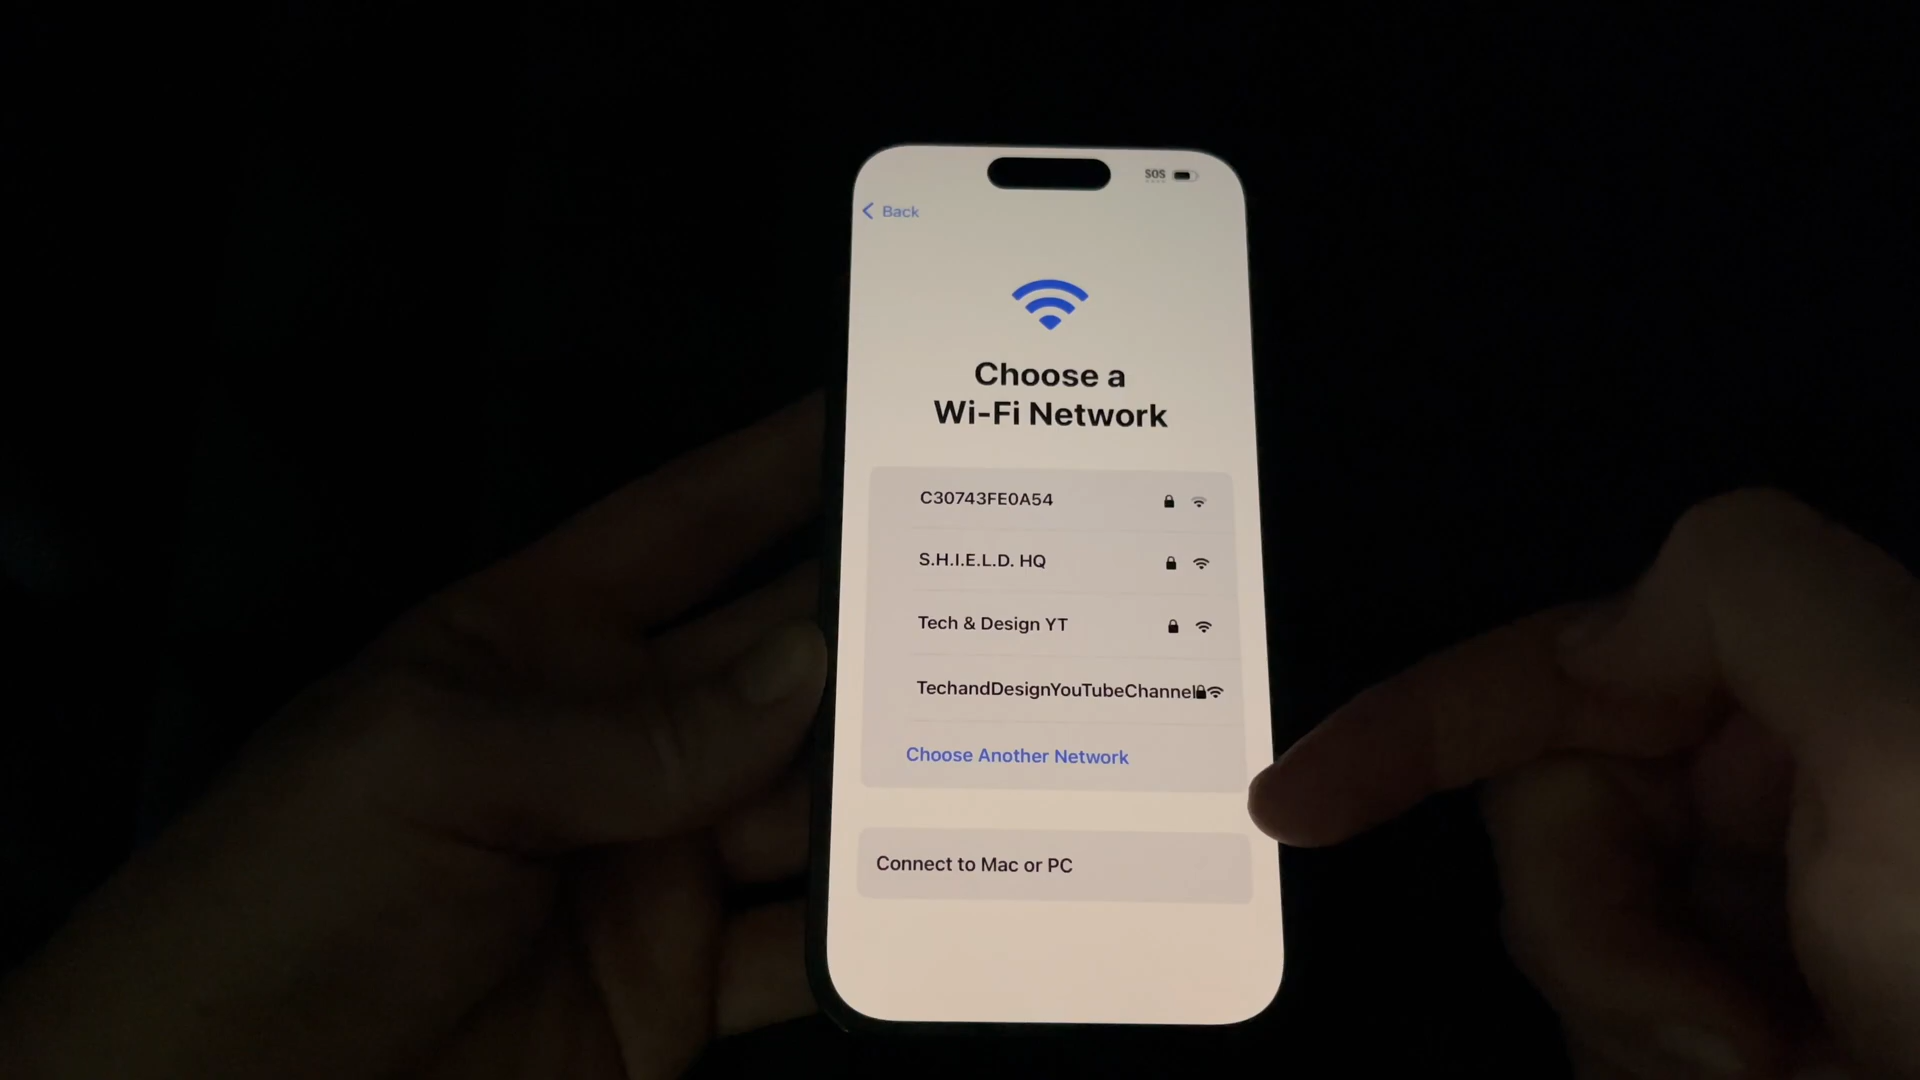 SOS
Back
Choose a
Wi-Fi Network
C30743FE0A54
S.H.I.E.L.D. HQ
Tech & Design YT
TechandDesignYouTubeChannel
Choose Another Network
Connect to Mac or PC